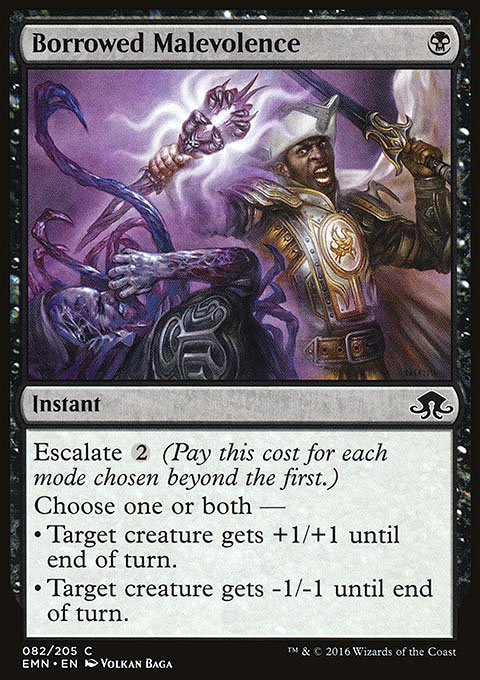 Borrowed Malevolence
Instant
Escalate 2 (Pay this cost for each
mode chosen beyond the first.)
Choose one or both —
• Target creature gets +1/+1 until
end of turn.
• Target creature gets -1/-1 until end
of turn.
082/205 C
EMN • EN Volkan Baga
™ & © 2016 Wizards of the Coast